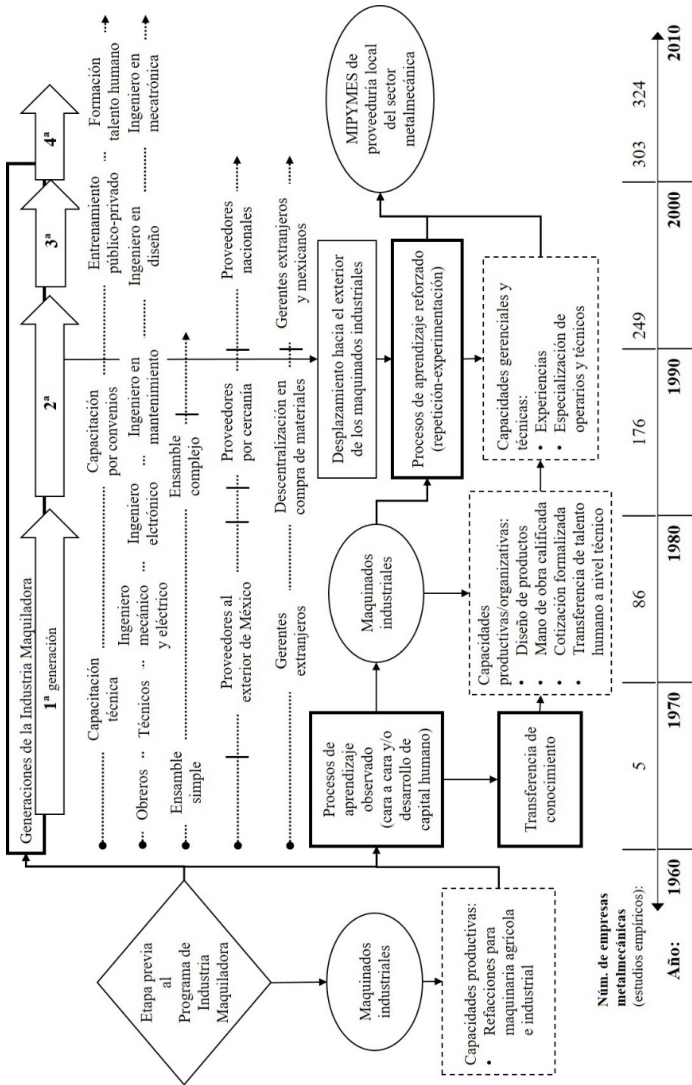 Generaciones de la Industria Maquiladora
1ª generación
2ª
3ª
4ª
Capacitación
técnica
Capacitación
por convenios
Entrenamiento
público-privado
Formación
talento humano
Obreros
Técnicos
Ingeniero
mecánico
y eléctrico
Ingeniero
elctrónico
Ingeniero en
mantenimiento
Ingeniero en
diseño
Ingeniero en
mecatrónica
Ensamble
simple
Ensamble
complejo
Proveedores al
exterior de México
Proveedores
por cercanía
Proveedores
nacionales
Gerentes
extranjeros
Descentralización en
compra de materiales
Gerentes extranjeros
y mexicanos
Etapa previa
al
Programa de
Industria
Maquiladora
Maquinados
industriales
Capacidades productivas:
• Refacciones para
maquinaria agrícola
e industrial
Procesos de
aprendizaje
observado
(cara a cara y/o
desarrollo de
capital humano)
Transferencia de
conocimiento
Maquinados
industriales
Capacidades
productivas/organizativas:
• Diseño de productos
• Mano de obra calificada
• Cotización formalizada
• Transferencia de talento
humano a nivel técnico
Desplazamiento hacia el exterior
de los maquinados industriales
Procesos de aprendizaje reforzado
(repetición-experimentación)
Capacidades gerenciales y
técnicas:
• Experiencias
• Especialización de
operarios y técnicos
MIPYMES de
proveeduría local
del sector
metalmecánica
Núm. de empresas
metalmecánicas
(estudios empíricos):
5
86
176
249
303
324
Año:
1960
1970
1980
1990
2000
2010